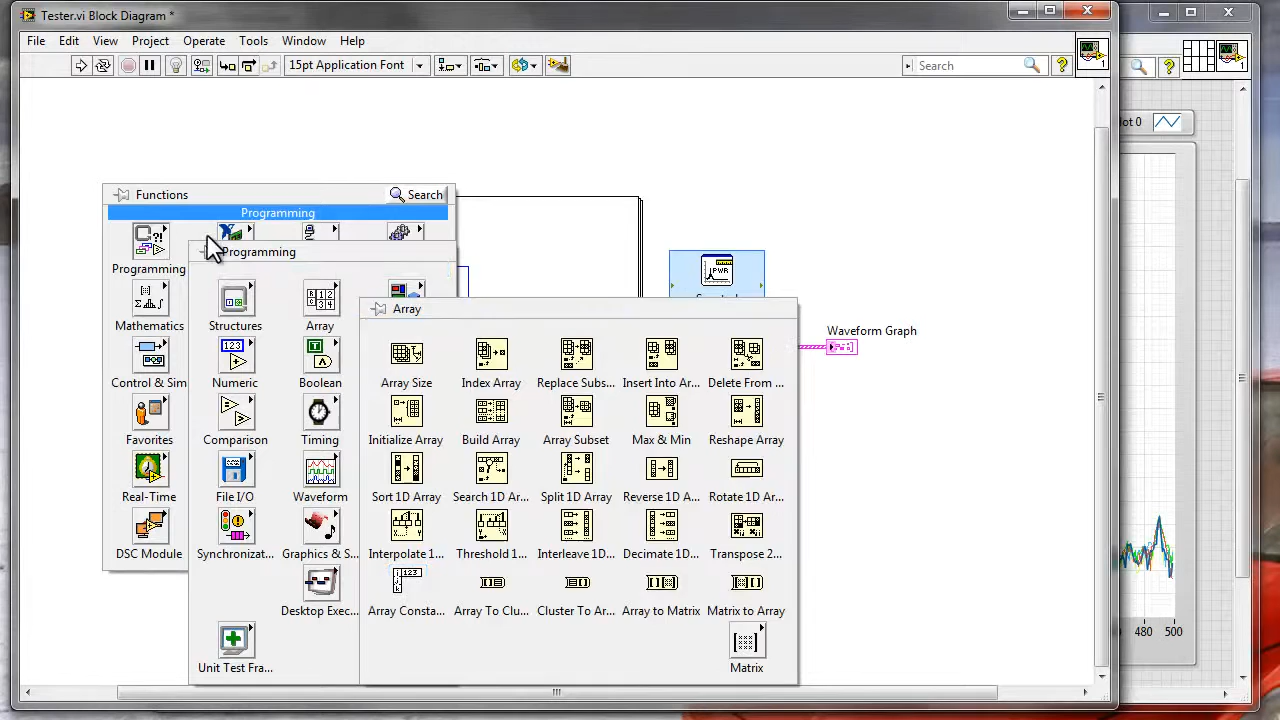 Tester.vi Block Diagram *
File Edit View Project Operate Tools Window Help
15pt Application Font
Search
1
1
lot 0
Functions
Search
Programming
Programming
Mathematics
Control & Sim
Favorites
Real-Time
DSC Module
Programming
Structures
Array
Numeric
Boolean
Comparison
Timing
File I/O
Waveform
Synchronizat...
Graphics & S...
Desktop Exec...
Unit Test Fra...
Array
Array Size Index Array Replace Subs... Insert Into Ar... Delete From ...
Initialize Array Build Array Array Subset Max & Min Reshape Array
Sort 1D Array Search 1D Ar... Split 1D Array Reverse 1D A... Rotate 1D Ar...
Interpolate 1... Threshold 1... Interleave 1D... Decimate 1D... Transpose 2...
Array Consta... Array To Clu... Cluster To Ar... Array to Matrix Matrix to Array
Matrix
PWR
Waveform Graph
480 500